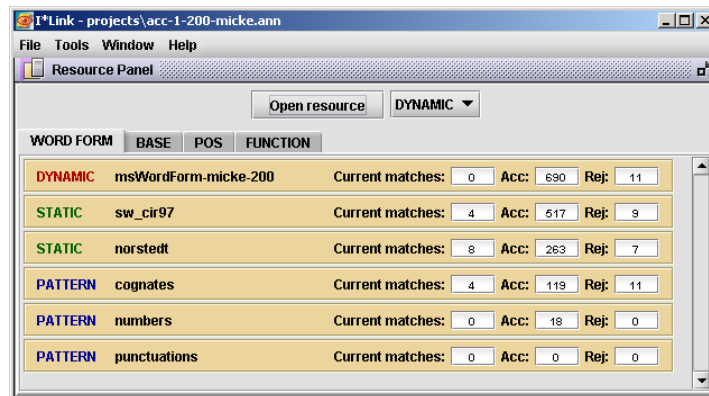 I*Link - projects\acc-1-200-micke.ann
File Tools Window Help
Resource Panel
Open resource DYNAMIC
WORD FORM BASE POS FUNCTION
DYNAMIC msWordForm-micke-200 Current matches: 0 Acc: 690 Rej: 11
STATIC sw_cir97 Current matches: 4 Acc: 517 Rej: 9
STATIC norstedt Current matches: 8 Acc: 263 Rej: 7
PATTERN cognates Current matches: 4 Acc: 119 Rej: 11
PATTERN numbers Current matches: 0 Acc: 18 Rej: 0
PATTERN punctuations Current matches: 0 Acc: 0 Rej: 0